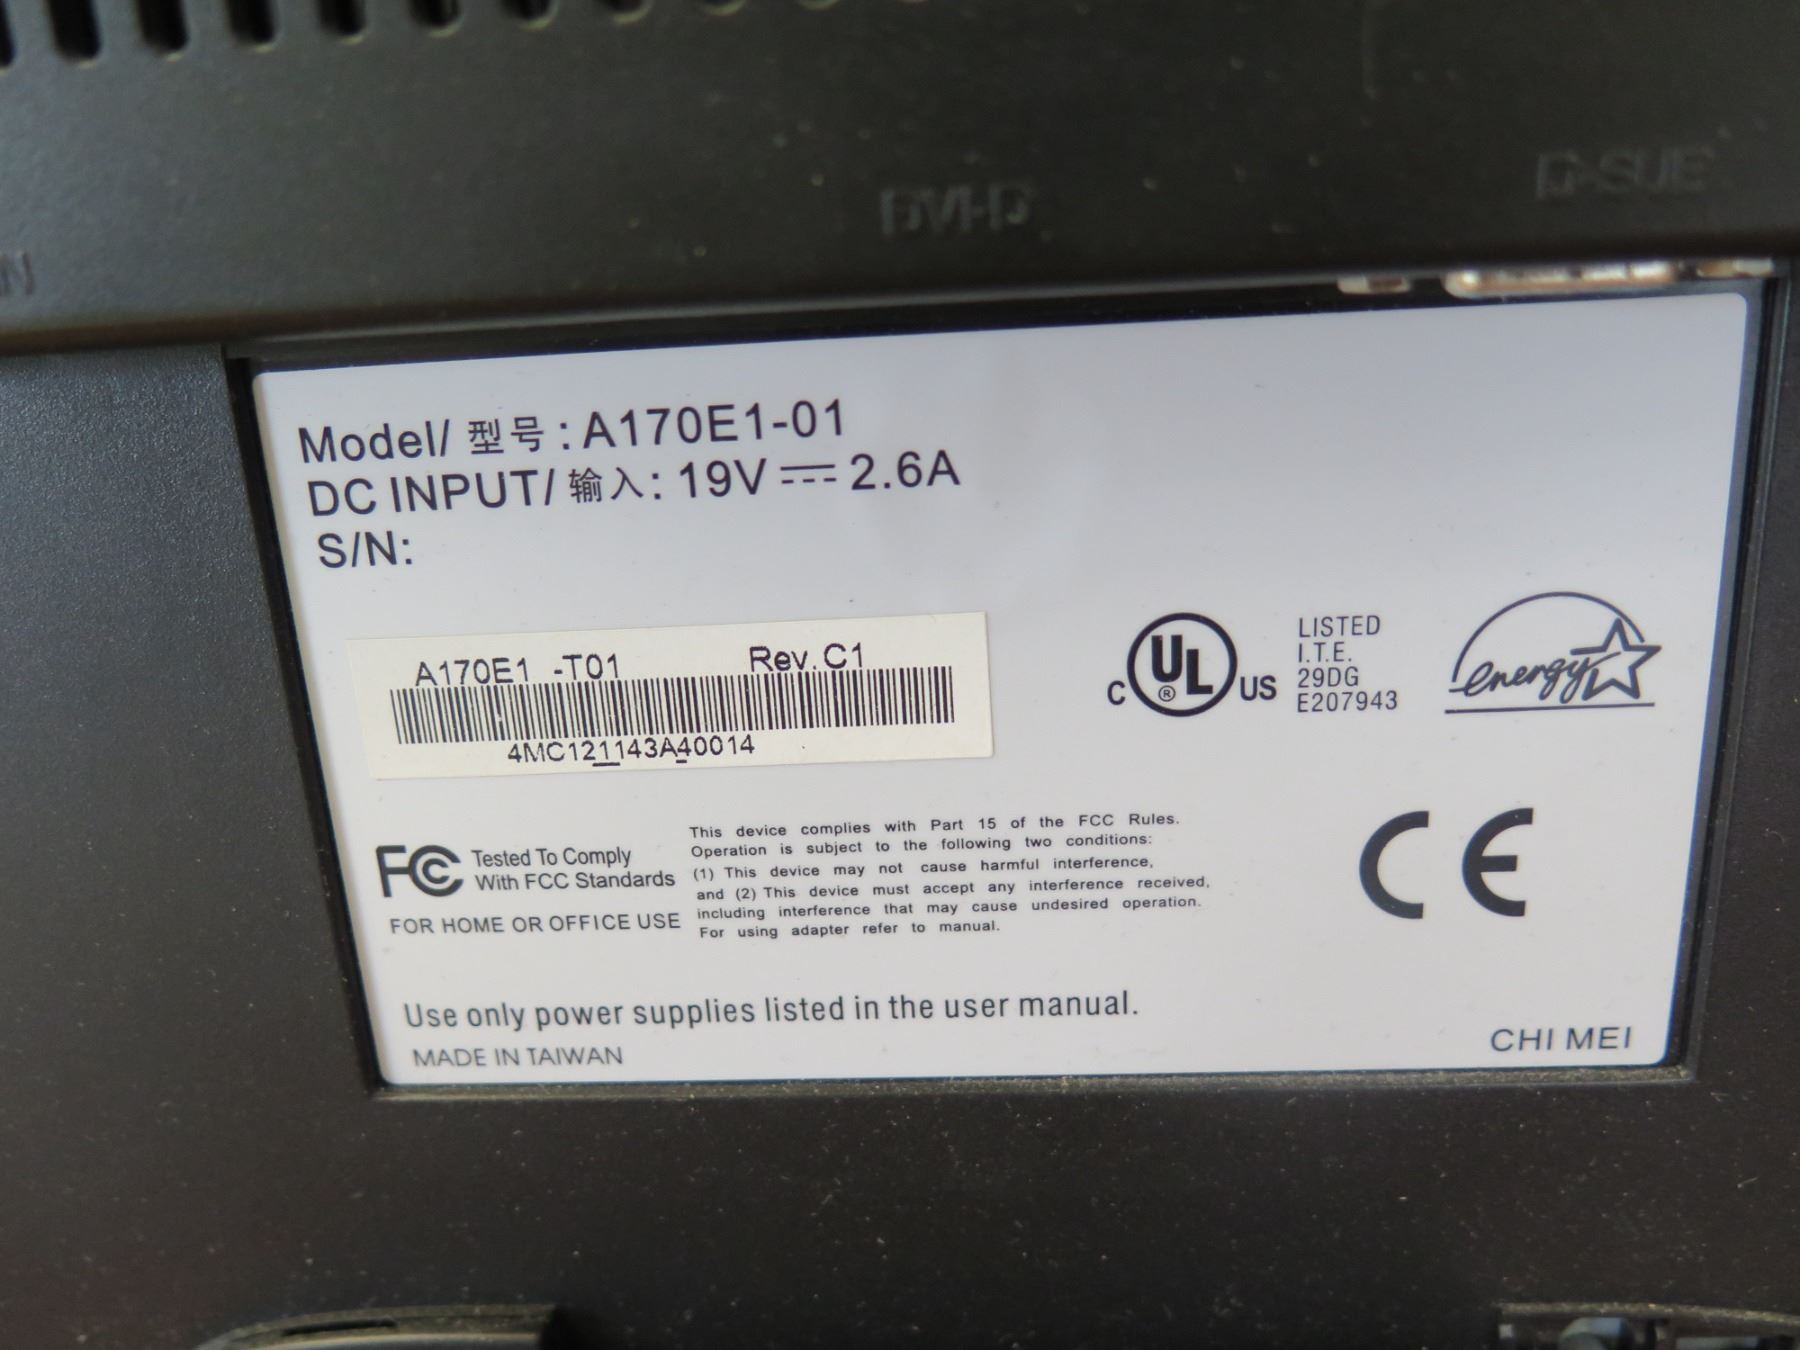 DVI-D
D-SUB
IN
Model/ 型号: A170E1-01
DC INPUT/ 输入: 19V ⎓ 2.6A
S/N:
A170E1 -T01 Rev. C1
4MC121143A40014
C UL ® US
LISTED
I.T.E.
29DG
E207943
energy
FC Tested To Comply
With FCC Standards
FOR HOME OR OFFICE USE
This device complies with Part 15 of the FCC Rules.
Operation is subject to the following two conditions:
(1) This device may not cause harmful interference,
and (2) This device must accept any interference received,
including interference that may cause undesired operation.
For using adapter refer to manual.
CE
Use only power supplies listed in the user manual.
MADE IN TAIWAN
CHI MEI